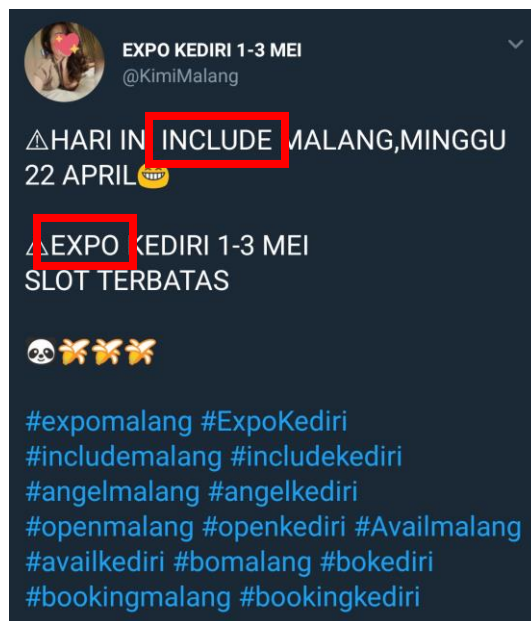 EXPO KEDIRI 1-3 MEI
@KimiMalang
⚠HARI IN INCLUDE MALANG,MINGGU
22 APRIL😁
⚠EXPO KEDIRI 1-3 MEI
SLOT TERBATAS
🐼🍌🍌🍌
#expomalang #ExpoKediri
#includemalang #includekediri
#angelmalang #angelkediri
#openmalang #openkediri #Availmalang
#availkediri #bomalang #bokediri
#bookingmalang #bookingkediri